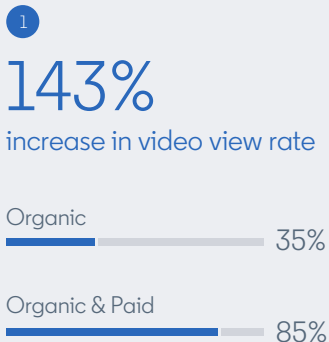 1
143%
increase in video view rate
Organic
35%
Organic & Paid
85%